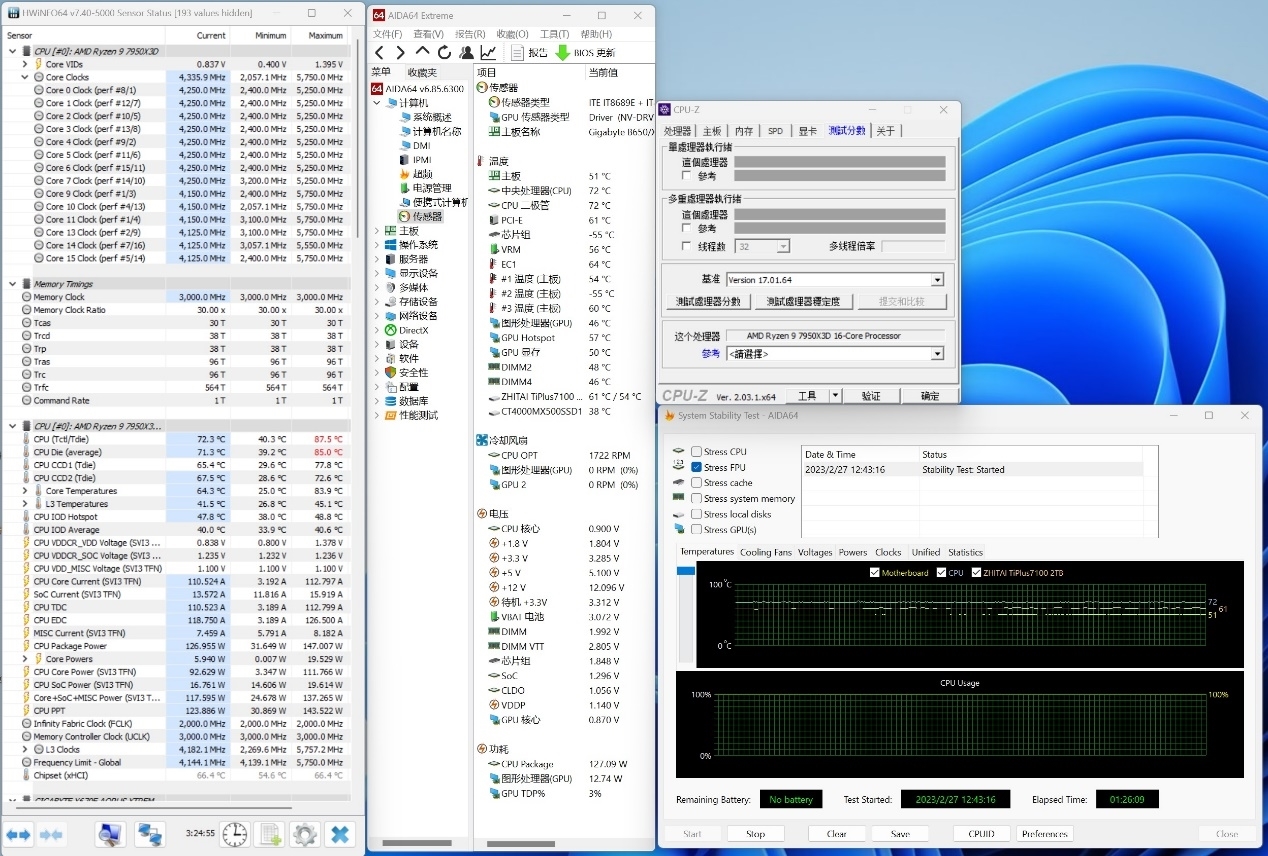 HWiNFO64 v7.40-5000 Sensor Status [193 values hidden]
Sensor Current Minimum Maximum
CPU [#0]: AMD Ryzen 9 7950X3D
Core VIDs 0.837 V 0.400 V 1.395 V
Core Clocks 4,335.9 MHz 2,057.1 MHz 5,750.0 MHz
Core 0 Clock (perf #8/1) 4,250.0 MHz 2,400.0 MHz 5,250.0 MHz
Core 1 Clock (perf #12/7) 4,250.0 MHz 2,400.0 MHz 5,250.0 MHz
Core 2 Clock (perf #10/5) 4,250.0 MHz 2,400.0 MHz 5,250.0 MHz
Core 3 Clock (perf #13/8) 4,250.0 MHz 2,400.0 MHz 5,250.0 MHz
Core 4 Clock (perf #9/2) 4,250.0 MHz 2,400.0 MHz 5,250.0 MHz
Core 5 Clock (perf #11/6) 4,250.0 MHz 2,400.0 MHz 5,250.0 MHz
Core 6 Clock (perf #15/11) 4,250.0 MHz 2,400.0 MHz 5,250.0 MHz
Core 7 Clock (perf #14/10) 4,250.0 MHz 3,200.0 MHz 5,250.0 MHz
Core 9 Clock (perf #1/3) 4,150.0 MHz 2,400.0 MHz 5,750.0 MHz
Core 10 Clock (perf #4/13) 4,150.0 MHz 2,057.1 MHz 5,750.0 MHz
Core 11 Clock (perf #1/4) 4,150.0 MHz 3,100.0 MHz 5,750.0 MHz
Core 13 Clock (perf #2/9) 4,125.0 MHz 3,100.0 MHz 5,750.0 MHz
Core 14 Clock (perf #7/16) 4,125.0 MHz 3,057.1 MHz 5,550.0 MHz
Core 15 Clock (perf #5/14) 4,125.0 MHz 2,400.0 MHz 5,750.0 MHz
Memory Timings
Memory Clock 3,000.0 MHz 3,000.0 MHz 3,000.0 MHz
Memory Clock Ratio 30.00 x 30.00 x 30.00 x
Tcas 30 T 30 T 30 T
Trcd 38 T 38 T 38 T
Trp 38 T 38 T 38 T
Tras 96 T 96 T 96 T
Trc 96 T 96 T 96 T
Trfc 564 T 564 T 564 T
Command Rate 1 T 1 T 1 T
CPU [#0]: AMD Ryzen 9 7950X3...
CPU (Tctl/Tdie) 72.3 °C 40.3 °C 87.5 °C
CPU Die (average) 71.3 °C 39.2 °C 85.0 °C
CPU CCD1 (Tdie) 65.4 °C 29.6 °C 77.8 °C
CPU CCD2 (Tdie) 67.5 °C 28.6 °C 72.6 °C
Core Temperatures 64.3 °C 25.0 °C 83.9 °C
L3 Temperatures 41.5 °C 26.8 °C 45.1 °C
CPU IOD Hotspot 47.8 °C 38.0 °C 48.8 °C
CPU IOD Average 40.0 °C 33.9 °C 40.6 °C
CPU VDDCR_VDD Voltage (SVI3 ... 0.838 V 0.800 V 1.378 V
CPU VDDCR_SOC Voltage (SVI3 ... 1.235 V 1.232 V 1.236 V
CPU VDD_MISC Voltage (SVI3 TFN) 1.100 V 1.100 V 1.100 V
CPU Core Current (SVI3 TFN) 110.524 A 3.192 A 112.797 A
SoC Current (SVI3 TFN) 13.572 A 11.816 A 15.919 A
CPU TDC 110.523 A 3.189 A 112.799 A
CPU EDC 118.750 A 3.189 A 126.500 A
MISC Current (SVI3 TFN) 7.459 A 5.791 A 8.182 A
CPU Package Power 126.955 W 31.649 W 147.007 W
Core Powers 5.940 W 0.007 W 19.529 W
CPU Core Power (SVI3 TFN) 92.629 W 3.347 W 111.766 W
CPU SoC Power (SVI3 TFN) 16.761 W 14.606 W 19.614 W
Core+SoC+MISC Power (SVI3 T... 117.595 W 24.678 W 137.265 W
CPU PPT 123.886 W 30.869 W 143.522 W
Infinity Fabric Clock (FCLK) 2,000.0 MHz 2,000.0 MHz 2,000.0 MHz
Memory Controller Clock (UCLK) 3,000.0 MHz 3,000.0 MHz 3,000.0 MHz
L3 Clocks 4,182.1 MHz 2,269.6 MHz 5,757.2 MHz
Frequency Limit - Global 4,144.1 MHz 4,139.1 MHz 5,750.0 MHz
Chipset (xHCI) 66.4 °C 54.6 °C 66.4 °C
3:24:55
AIDA64 Extreme
文件(F) 查看(V) 报告(R) 收藏(O) 工具(T) 帮助(H)
报告 BIOS 更新
菜单 收藏夹
AIDA64 v6.85.6300
计算机
系统概述
计算机名称
DMI
IPMI
超频
电源管理
便携式计算机
传感器
主板
操作系统
服务器
显示设备
多媒体
存储设备
网络设备
DirectX
设备
软件
安全性
配置
数据库
性能测试
项目 当前值
传感器
传感器类型 ITE IT8689E + IT
GPU 传感器类型 Driver (NV-DRV
主板名称 Gigabyte B650/X
温度
主板 51 °C
中央处理器(CPU) 72 °C
CPU 二极管 72 °C
PCI-E 61 °C
芯片组 -55 °C
VRM 56 °C
EC1 64 °C
#1 温度 (主板) 54 °C
#2 温度 (主板) -55 °C
#3 温度 (主板) 60 °C
图形处理器(GPU) 46 °C
GPU Hotspot 57 °C
GPU 显存 50 °C
DIMM2 48 °C
DIMM4 46 °C
ZHITAI TiPlus7100 ... 61 °C / 54 °C
CT4000MX500SSD1 38 °C
冷却风扇
CPU OPT 1722 RPM
图形处理器(GPU) 0 RPM (0%)
GPU 2 0 RPM (0%)
电压
CPU 核心 0.900 V
+1.8 V 1.804 V
+3.3 V 3.285 V
+5 V 5.100 V
+12 V 12.096 V
待机 +3.3V 3.312 V
VBAT 电池 3.072 V
DIMM 1.992 V
DIMM VTT 2.805 V
芯片组 1.848 V
SoC 1.296 V
CLDO 1.056 V
VDDP 1.140 V
GPU 核心 0.870 V
功耗
CPU Package 127.09 W
图形处理器(GPU) 12.74 W
GPU TDP% 3%
CPU-Z
处理器 主板 内存 SPD 显卡 測試分數 关于
單處理器執行緒
這個處理器
參考
多重處理器執行緒
這個處理器
參考
线程數 32 多线程倍率
基准 Version 17.01.64
測試處理器分數 測試處理器穩定度 提交和比較
这个处理器 AMD Ryzen 9 7950X3D 16-Core Processor
參考 <請選擇>
CPU-Z Ver. 2.03.1.x64 工具 验证 确定
System Stability Test - AIDA64
Stress CPU
Stress FPU
Stress cache
Stress system memory
Stress local disks
Stress GPU(s)
Date & Time Status
2023/2/27 12:43:16 Stability Test: Started
Temperatures Cooling Fans Voltages Powers Clocks Unified Statistics
Motherboard CPU ZHITAI TiPlus7100 2TB
100°C
72
61
51
0°C
CPU Usage
100% 100%
0%
Remaining Battery: No battery Test Started: 2023/2/27 12:43:16 Elapsed Time: 01:26:09
Start Stop Clear Save CPUID Preferences Close